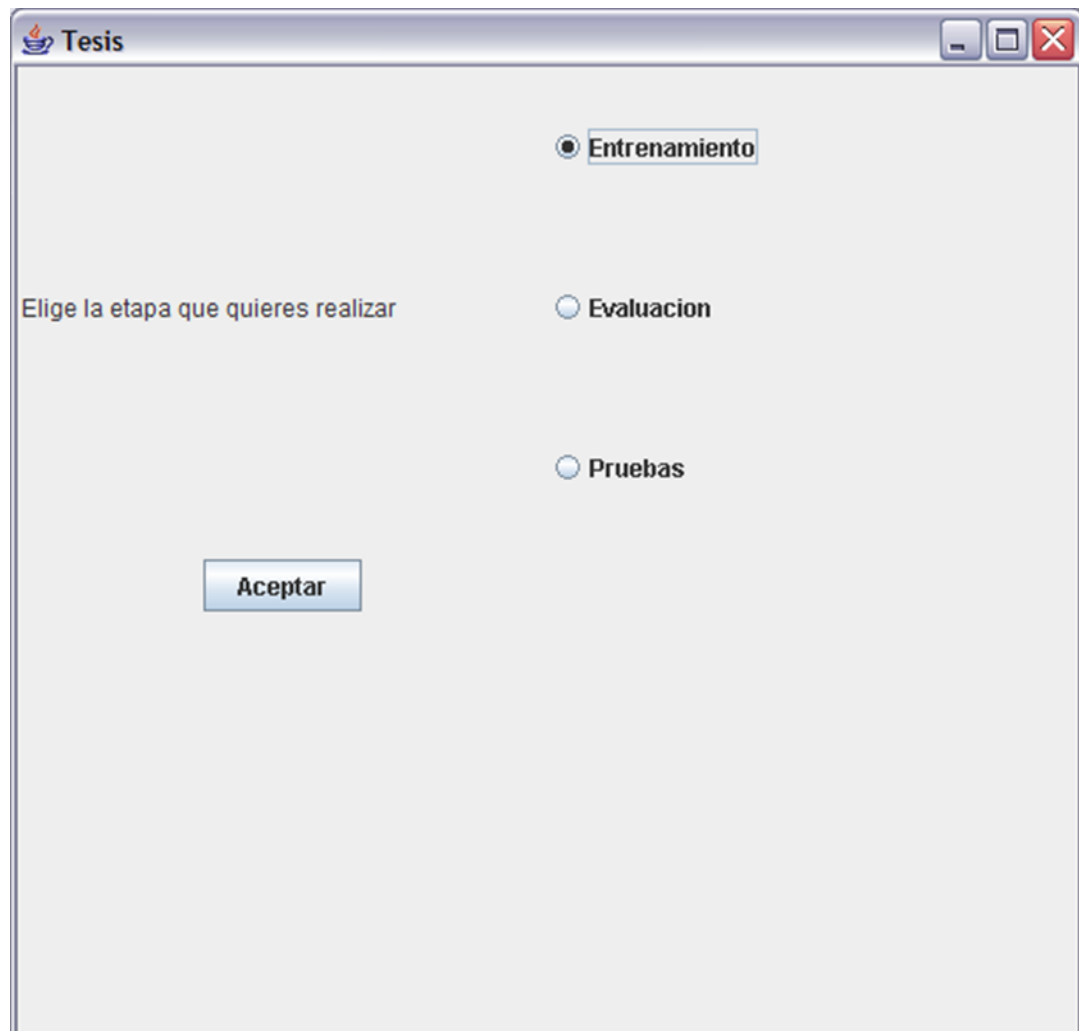 Tesis
Entrenamiento
Elige la etapa que quieres realizar
Evaluacion
Pruebas
Aceptar